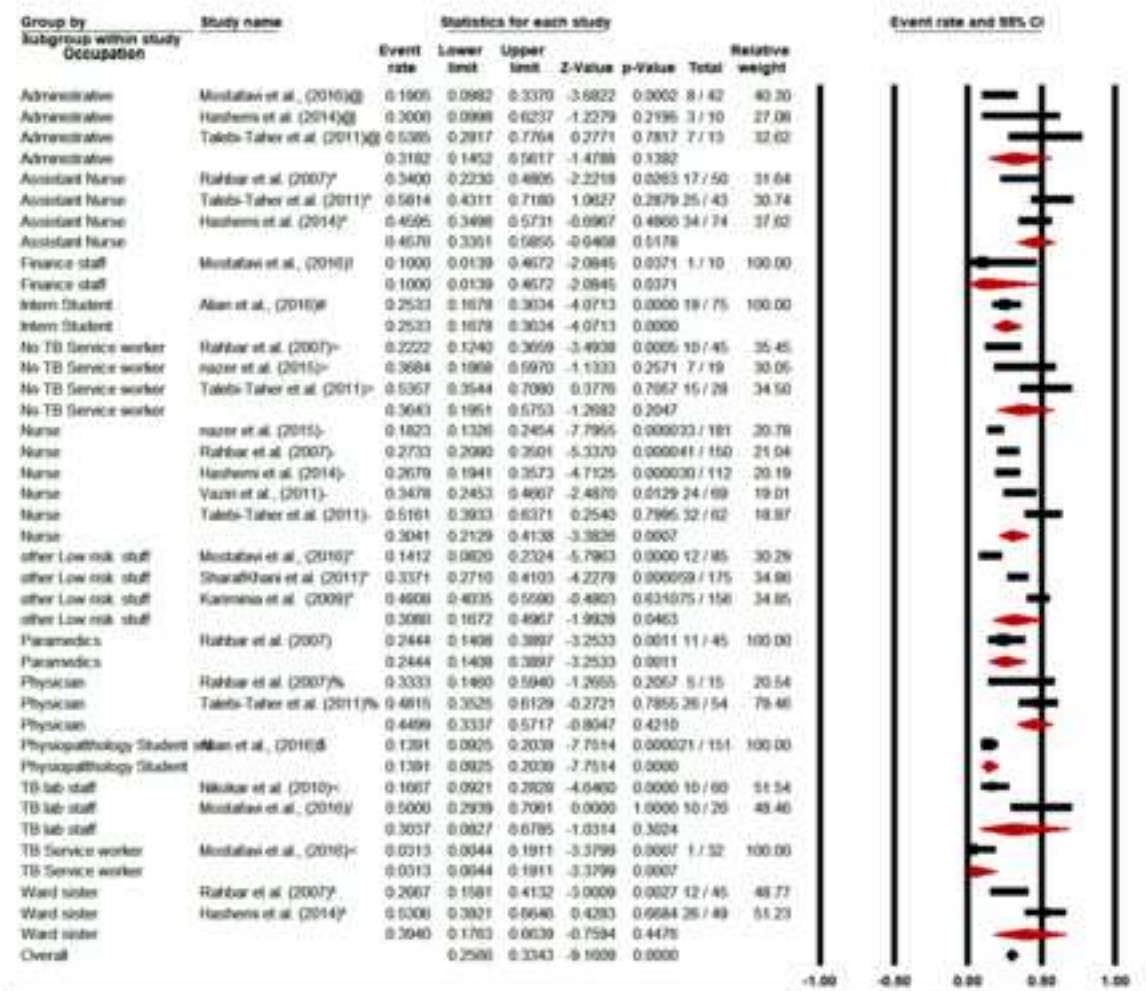 Group by Study name Statistics for each study Event rate and 95% CI
Subgroup within study
Occupation
Event Lower Upper Relative
rate limit limit Z-Value p-Value Total weight
Administrative Mostafavi et al., (2016)@ 0.1905 0.0982 0.3370 -3.6822 0.0002 8 / 42 40.30
Administrative Hashemi et al. (2014)@ 0.3000 0.0998 0.6237 -1.2279 0.2195 3 / 10 27.08
Administrative Talebi-Taher et al. (2011)@ 0.5385 0.2817 0.7764 0.2771 0.7817 7 / 13 32.62
Administrative 0.3182 0.1452 0.5617 -1.4788 0.1392
Assistant Nurse Rahbar et al. (2007)* 0.3400 0.2230 0.4805 -2.2218 0.0263 17 / 50 31.64
Assistant Nurse Talebi-Taher et al. (2011)* 0.5814 0.4311 0.7180 1.0627 0.2879 25 / 43 30.74
Assistant Nurse Hashemi et al. (2014)* 0.4595 0.3498 0.5731 -0.6967 0.4860 34 / 74 37.62
Assistant Nurse 0.4578 0.3351 0.5855 -0.6468 0.5178
Finance staff Mostafavi et al., (2016)! 0.1000 0.0139 0.4672 -2.0845 0.0371 1 / 10 100.00
Finance staff 0.1000 0.0139 0.4672 -2.0845 0.0371
Intern Student Alian et al., (2016)# 0.2533 0.1678 0.3634 -4.0713 0.0000 19 / 75 100.00
Intern Student 0.2533 0.1678 0.3634 -4.0713 0.0000
No TB Service worker Rahbar et al. (2007)> 0.2222 0.1240 0.3659 -3.4938 0.0005 10 / 45 35.45
No TB Service worker nazer et al. (2015)> 0.3684 0.1868 0.5970 -1.1333 0.2571 7 / 19 30.05
No TB Service worker Talebi-Taher et al. (2011)> 0.5357 0.3544 0.7080 0.3776 0.7057 15 / 28 34.50
No TB Service worker 0.3643 0.1951 0.5753 -1.2682 0.2047
Nurse nazer et al. (2015)- 0.1823 0.1326 0.2454 -7.7955 0.0000 33 / 181 20.78
Nurse Rahbar et al. (2007)- 0.2733 0.2080 0.3501 -5.3370 0.0000 41 / 150 21.04
Nurse Hashemi et al. (2014)- 0.2679 0.1941 0.3573 -4.7125 0.0000 30 / 112 20.19
Nurse Vaziri et al., (2011)- 0.3478 0.2453 0.4667 -2.4870 0.0129 24 / 69 19.01
Nurse Talebi-Taher et al. (2011)- 0.5161 0.3933 0.6371 0.2540 0.7995 32 / 62 18.97
Nurse 0.3041 0.2129 0.4138 -3.3826 0.0007
other Low risk stuff Mostafavi et al., (2016)" 0.1412 0.0820 0.2324 -5.7963 0.0000 12 / 85 30.29
other Low risk stuff SharafKhani et al. (2011)" 0.3371 0.2710 0.4103 -4.2278 0.0000 59 / 175 34.86
other Low risk stuff Kariminia et al. (2009)" 0.4808 0.4035 0.5590 -0.4803 0.6310 75 / 156 34.85
other Low risk stuff 0.3088 0.1672 0.4967 -1.9928 0.0463
Paramedics Rahbar et al. (2007) 0.2444 0.1408 0.3897 -3.2533 0.0011 11 / 45 100.00
Paramedics 0.2444 0.1408 0.3897 -3.2533 0.0011
Physician Rahbar et al. (2007)% 0.3333 0.1460 0.5940 -1.2655 0.2057 5 / 15 20.54
Physician Talebi-Taher et al. (2011)% 0.4815 0.3525 0.6129 -0.2721 0.7855 26 / 54 79.46
Physician 0.4499 0.3337 0.5717 -0.8047 0.4210
Physiopatthology Student Alian et al., (2016)$ 0.1391 0.0925 0.2039 -7.7514 0.0000 21 / 151 100.00
Physiopatthology Student 0.1391 0.0925 0.2039 -7.7514 0.0000
TB lab staff Nikokar et al. (2010)< 0.1667 0.0921 0.2828 -4.6460 0.0000 10 / 60 51.54
TB lab staff Mostafavi et al., (2016)/ 0.5000 0.2939 0.7061 0.0000 1.0000 10 / 20 48.46
TB lab staff 0.3037 0.0827 0.6785 -1.0314 0.3024
TB Service worker Mostafavi et al., (2016)< 0.0313 0.0044 0.1911 -3.3799 0.0007 1 / 32 100.00
TB Service worker 0.0313 0.0044 0.1911 -3.3799 0.0007
Ward sister Rahbar et al. (2007)^ 0.2667 0.1581 0.4132 -3.0009 0.0027 12 / 45 48.77
Ward sister Hashemi et al. (2014)^ 0.5306 0.3921 0.6646 0.4283 0.6684 26 / 49 51.23
Ward sister 0.3940 0.1763 0.6639 -0.7594 0.4476
Overall 0.2560 0.3343 -9.1609 0.0000
-1.00 -0.50 0.00 0.50 1.00